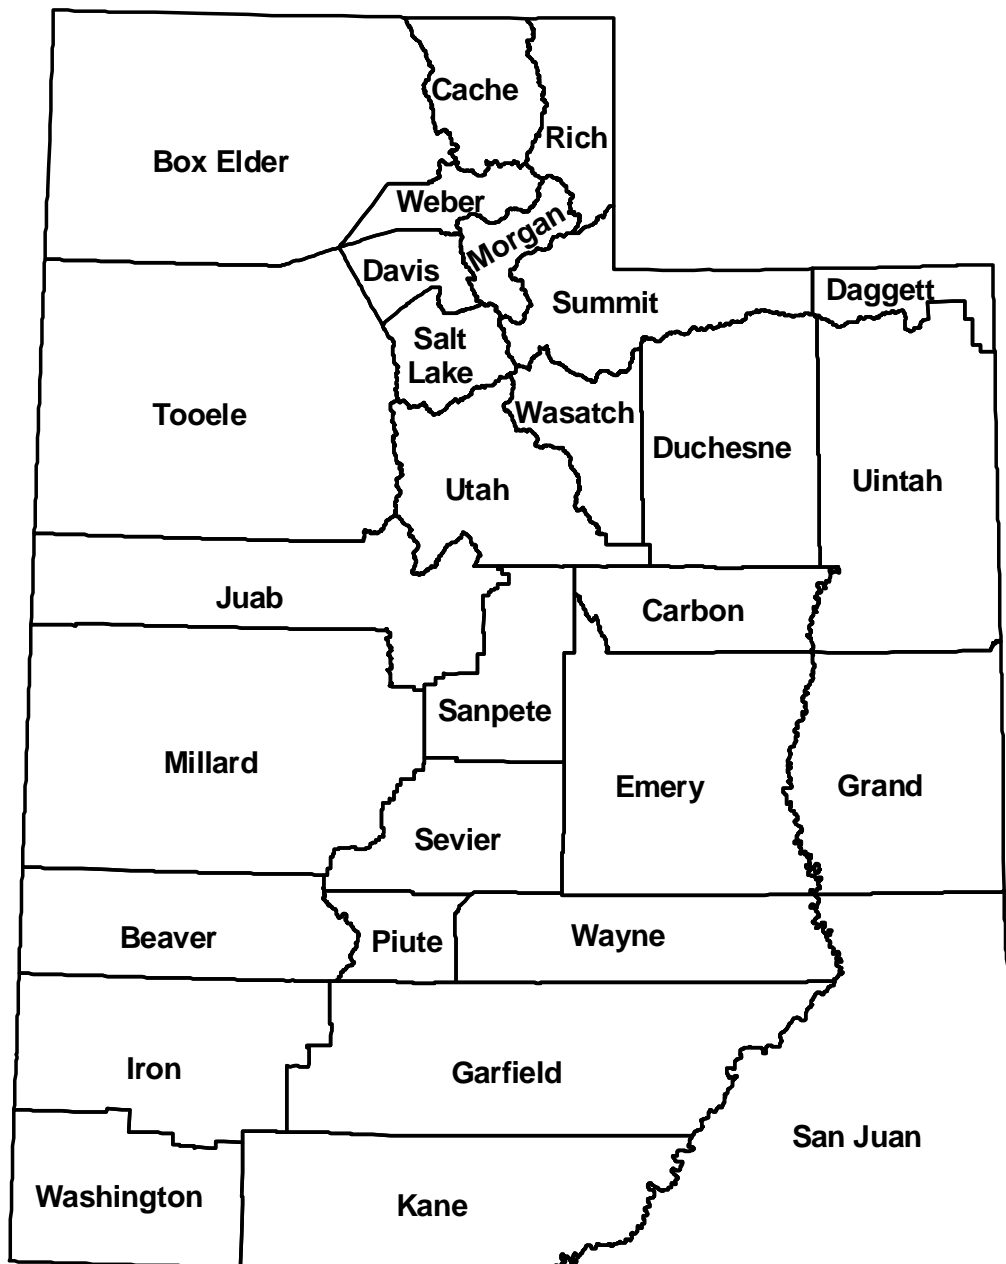 Cache
Rich
Box Elder
Weber
Morgan
Davis
Daggett
Summit
Salt
Lake
Wasatch
Tooele
Duchesne
Uintah
Utah
Juab
Carbon
Sanpete
Millard
Emery
Grand
Sevier
Beaver
Piute
Wayne
Iron
Garfield
San Juan
Washington
Kane